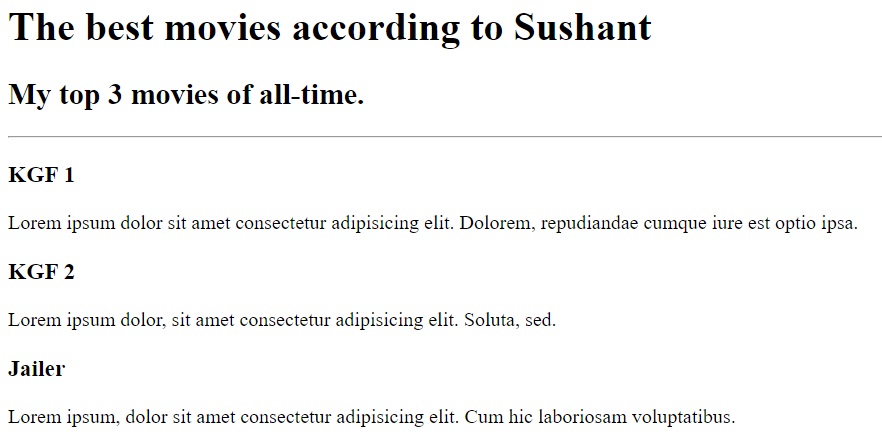 The best movies according to Sushant
My top 3 movies of all-time.
KGF 1
Lorem ipsum dolor sit amet consectetur adipisicing elit. Dolorem, repudiandae cumque iure est optio ipsa.
KGF 2
Lorem ipsum dolor, sit amet consectetur adipisicing elit. Soluta, sed.
Jailer
Lorem ipsum, dolor sit amet consectetur adipisicing elit. Cum hic laboriosam voluptatibus.